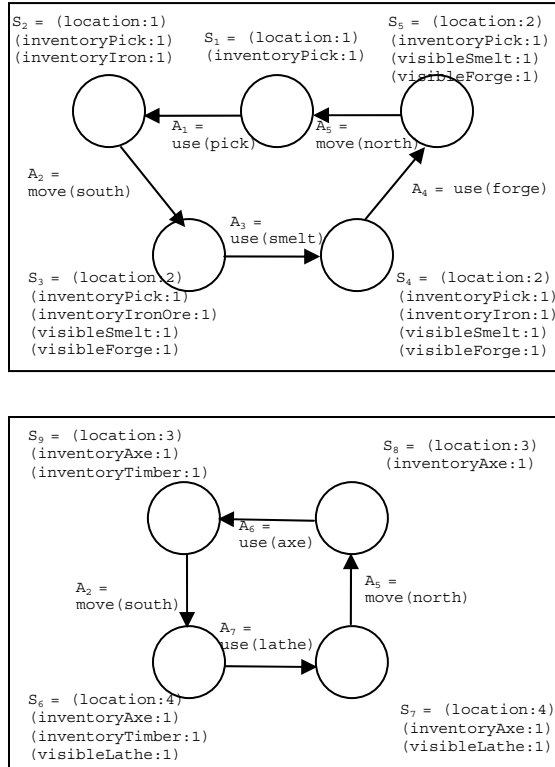 S₂ = (location:1)
(inventoryPick:1)
(inventoryIron:1)
S₁ = (location:1)
(inventoryPick:1)
S₅ = (location:2)
(inventoryPick:1)
(visibleSmelt:1)
(visibleForge:1)
A₁ =
use(pick)
A₅ =
move(north)
A₂ =
move(south)
A₃ =
use(smelt)
A₄ = use(forge)
S₃ = (location:2)
(inventoryPick:1)
(inventoryIronOre:1)
(visibleSmelt:1)
(visibleForge:1)
S₄ = (location:2)
(inventoryPick:1)
(inventoryIron:1)
(visibleSmelt:1)
(visibleForge:1)
S₉ = (location:3)
(inventoryAxe:1)
(inventoryTimber:1)
S₈ = (location:3)
(inventoryAxe:1)
A₆ =
use(axe)
A₂ =
move(south)
A₅ =
move(north)
A₇ =
use(lathe)
S₆ = (location:4)
(inventoryAxe:1)
(inventoryTimber:1)
(visibleLathe:1)
S₇ = (location:4)
(inventoryAxe:1)
(visibleLathe:1)